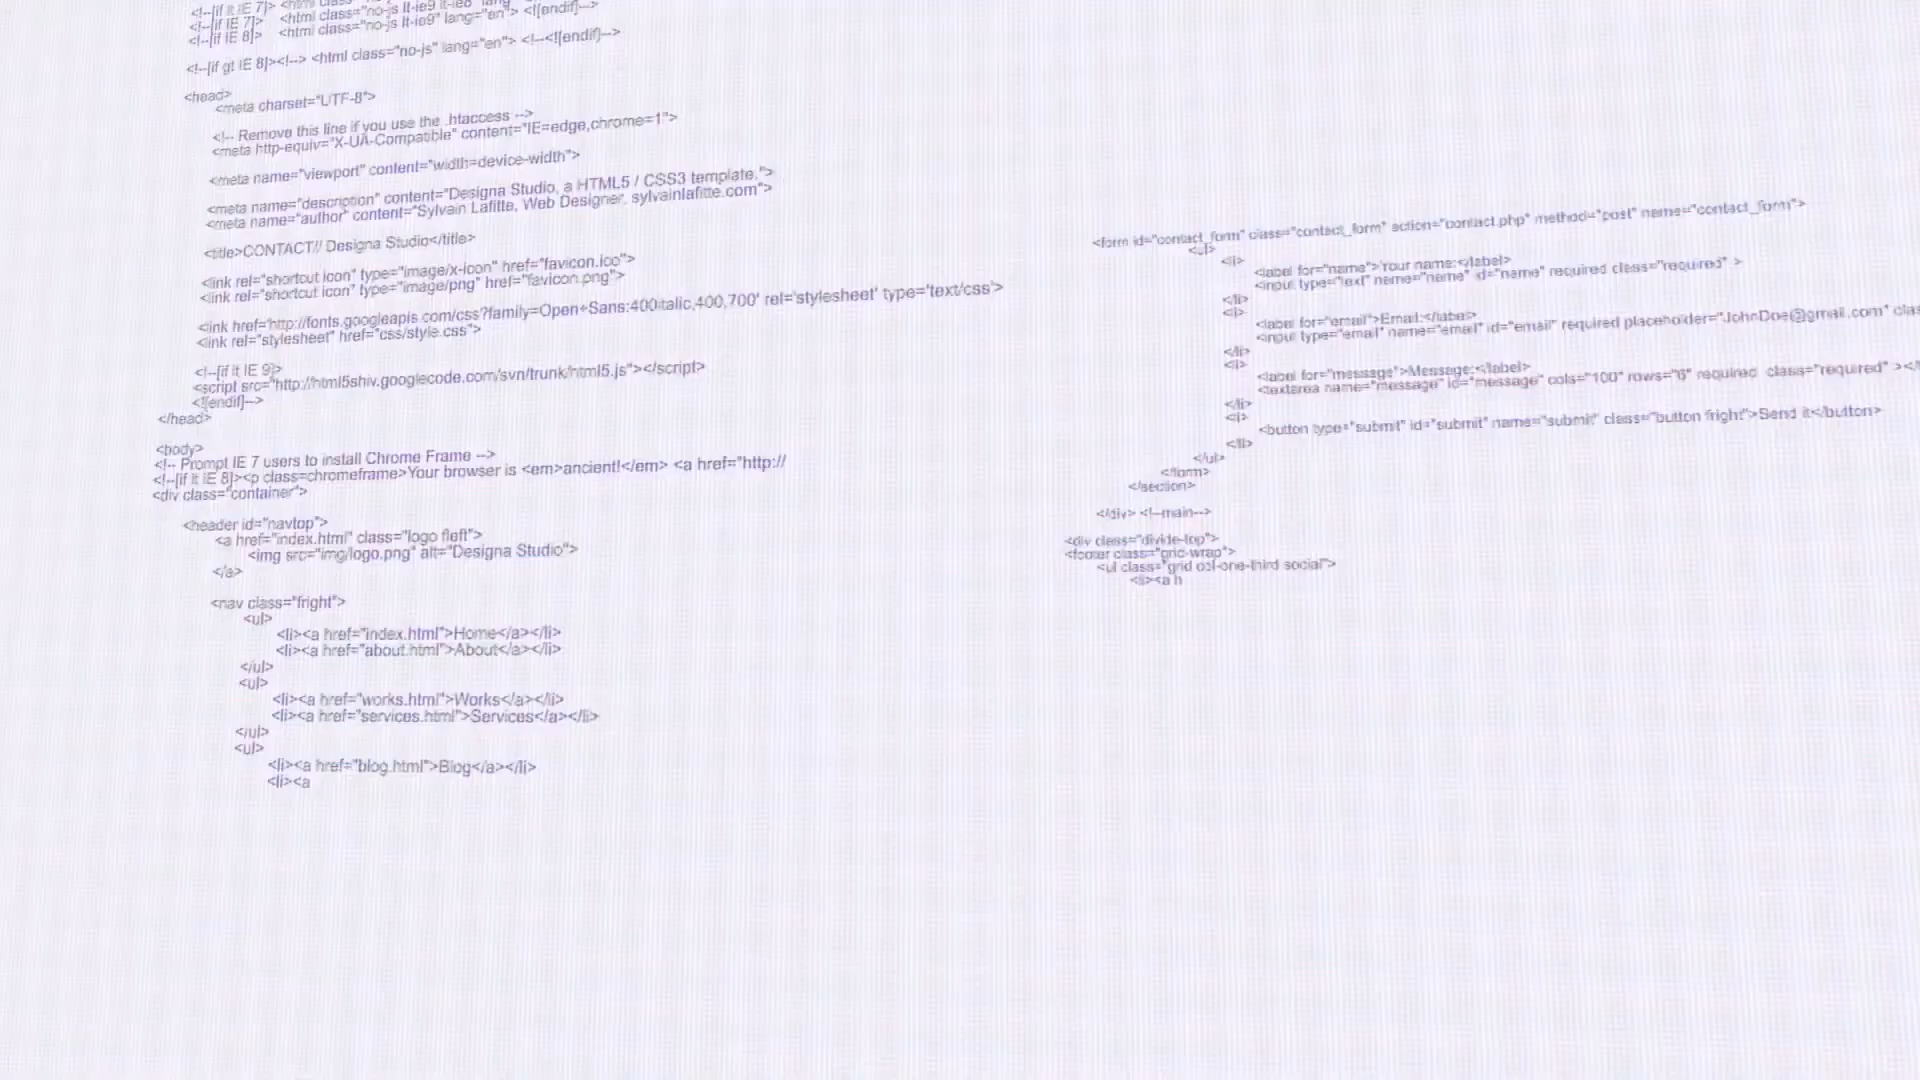 <!--[if lt IE 7]> <html class="no-js lt-ie9 lt-ie8
<!--[if IE 7]> <html class="no-js lt-ie9 lt-ie8" lang=
<!--[if IE 8]> <html class="no-js lt-ie9" lang="en"> <![endif]-->
<!--[if gt IE 8]><!--> <html class="no-js" lang="en"> <!--<![endif]-->
<head>
<meta charset="UTF-8">
<!-- Remove this line if you use the .htaccess -->
<meta http-equiv="X-UA-Compatible" content="IE=edge,chrome=1">
<meta name="viewport" content="width=device-width">
<meta name="description" content="Designa Studio, a HTML5 / CSS3 template.">
<meta name="author" content="Sylvain Lafitte, Web Designer, sylvainlafitte.com">
<title>CONTACT// Designa Studio</title>
<link rel="shortcut icon" type="image/x-icon" href="favicon.ico">
<link rel="shortcut icon" type="image/png" href="favicon.png">
<link href='http://fonts.googleapis.com/css?family=Open+Sans:400italic,400,700' rel='stylesheet' type='text/css'>
<link rel="stylesheet" href="css/style.css">
<!--[if lt IE 9]>
<script src="http://html5shiv.googlecode.com/svn/trunk/html5.js"></script>
<![endif]-->
</head>
<body>
<!-- Prompt IE 7 users to install Chrome Frame -->
<!--[if lt IE 8]><p class=chromeframe>Your browser is <em>ancient!</em> <a href="http://
<div class="container">
<header id="navtop">
<a href="index.html" class="logo fleft">
<img src="img/logo.png" alt="Designa Studio">
</a>
<nav class="fright">
<ul>
<li><a href="index.html">Home</a></li>
<li><a href="about.html">About</a></li>
</ul>
<ul>
<li><a href="works.html">Works</a></li>
<li><a href="services.html">Services</a></li>
</ul>
<ul>
<li><a href="blog.html">Blog</a></li>
<li><a
<form id="contact_form" class="contact_form" action="contact.php" method="post" name="contact_form">
<ul>
<li>
<label for="name">Your name:</label>
<input type="text" name="name" id="name" required class="required" >
</li>
<li>
<label for="email">Email:</label>
<input type="email" name="email" id="email" required placeholder="JohnDoe@gmail.com" clas
</li>
<li>
<label for="message">Message:</label>
<textarea name="message" id="message" cols="100" rows="6" required class="required" ></
</li>
<li>
<button type="submit" id="submit" name="submit" class="button fright">Send it</button>
</li>
</ul>
</form>
</section>
</div> <!--main-->
<div class="divide-top">
<footer class="grid-wrap">
<ul class="grid col-one-third social">
<li><a h